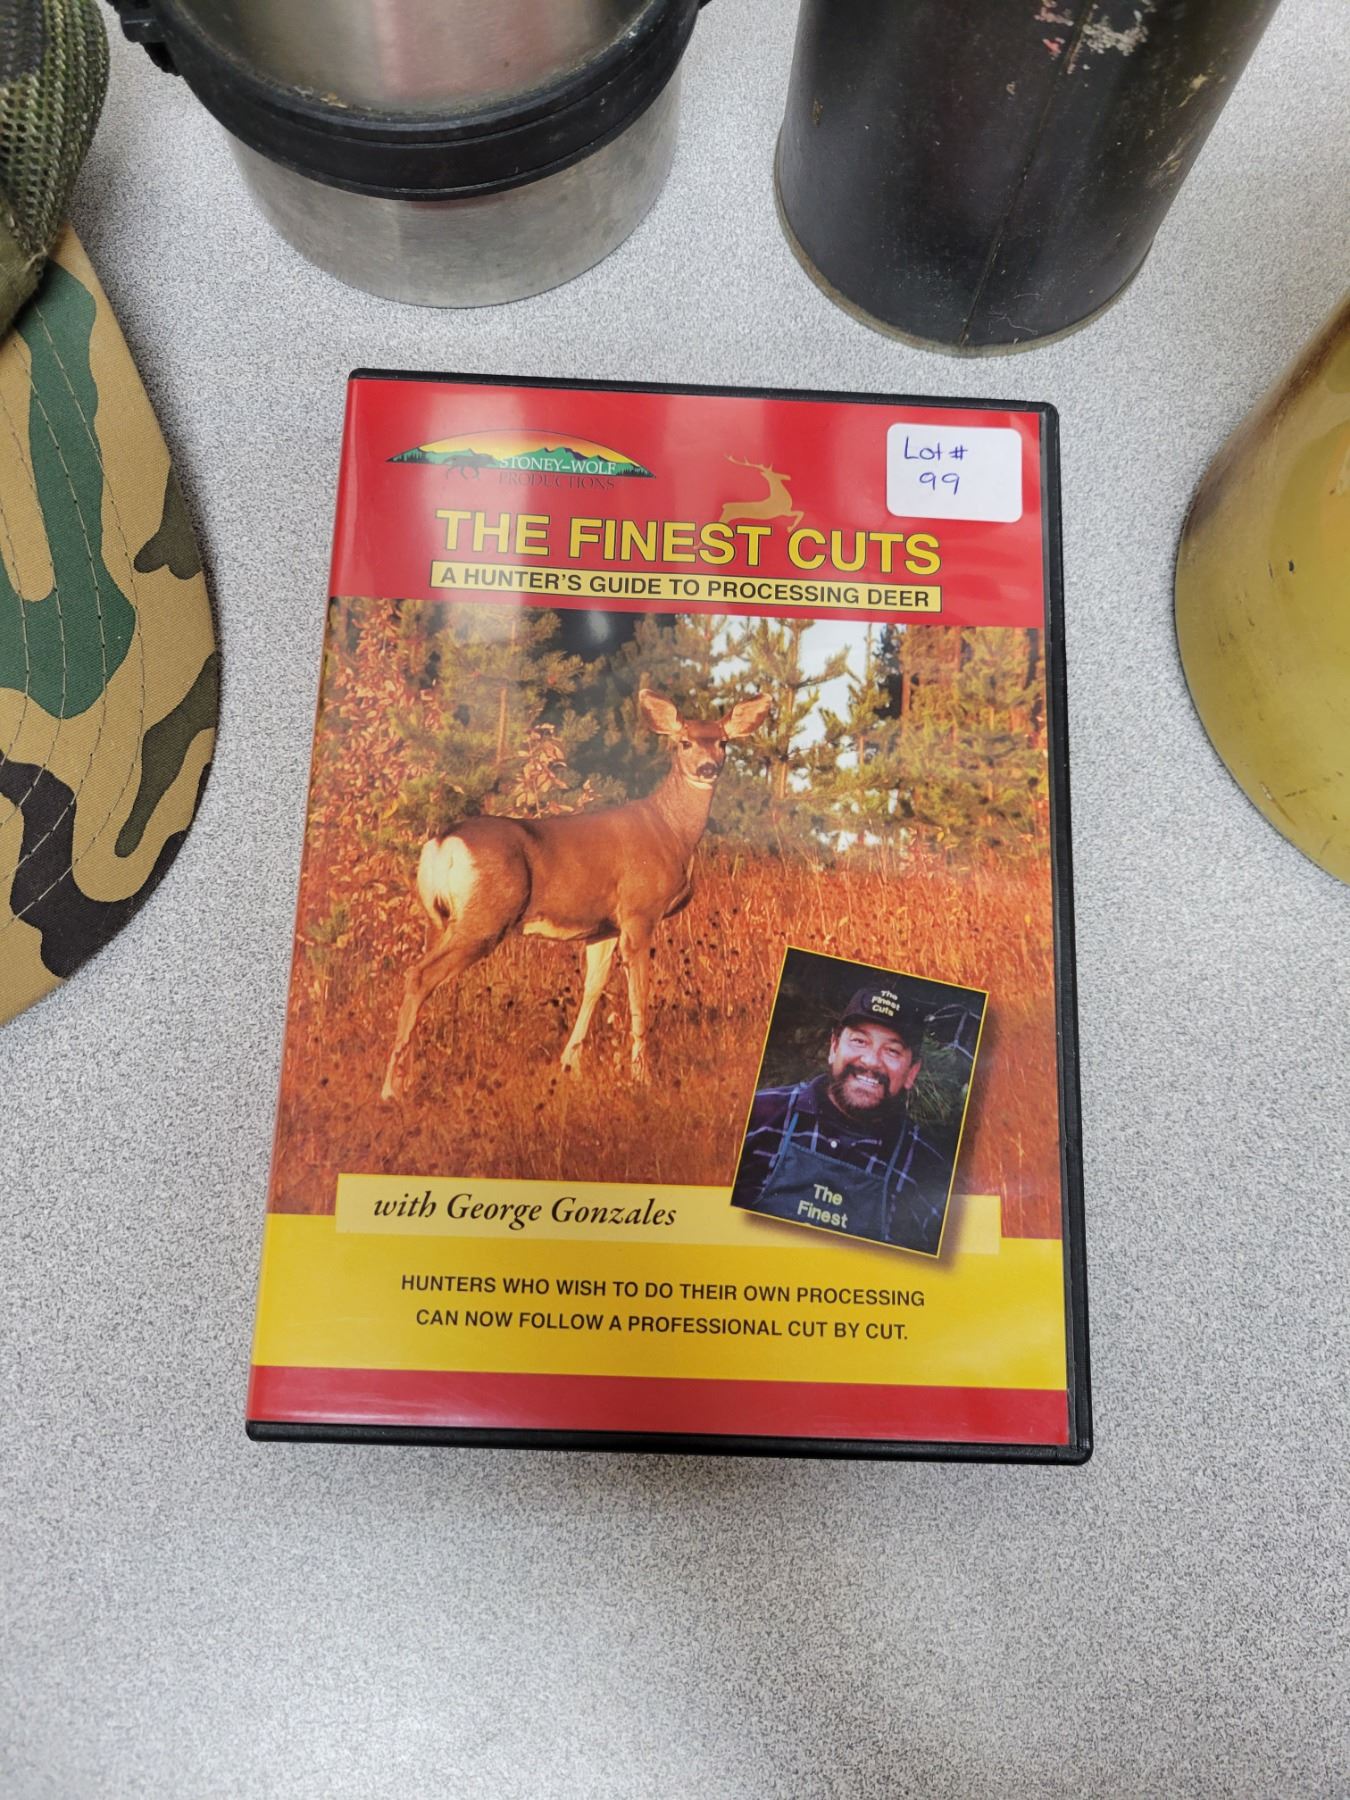 STONEY-WOLF
PRODUCTIONS
Lot #
99
THE FINEST CUTS
A HUNTER'S GUIDE TO PROCESSING DEER
The
Finest
Cuts
The
Finest
with George Gonzales
HUNTERS WHO WISH TO DO THEIR OWN PROCESSING
CAN NOW FOLLOW A PROFESSIONAL CUT BY CUT.